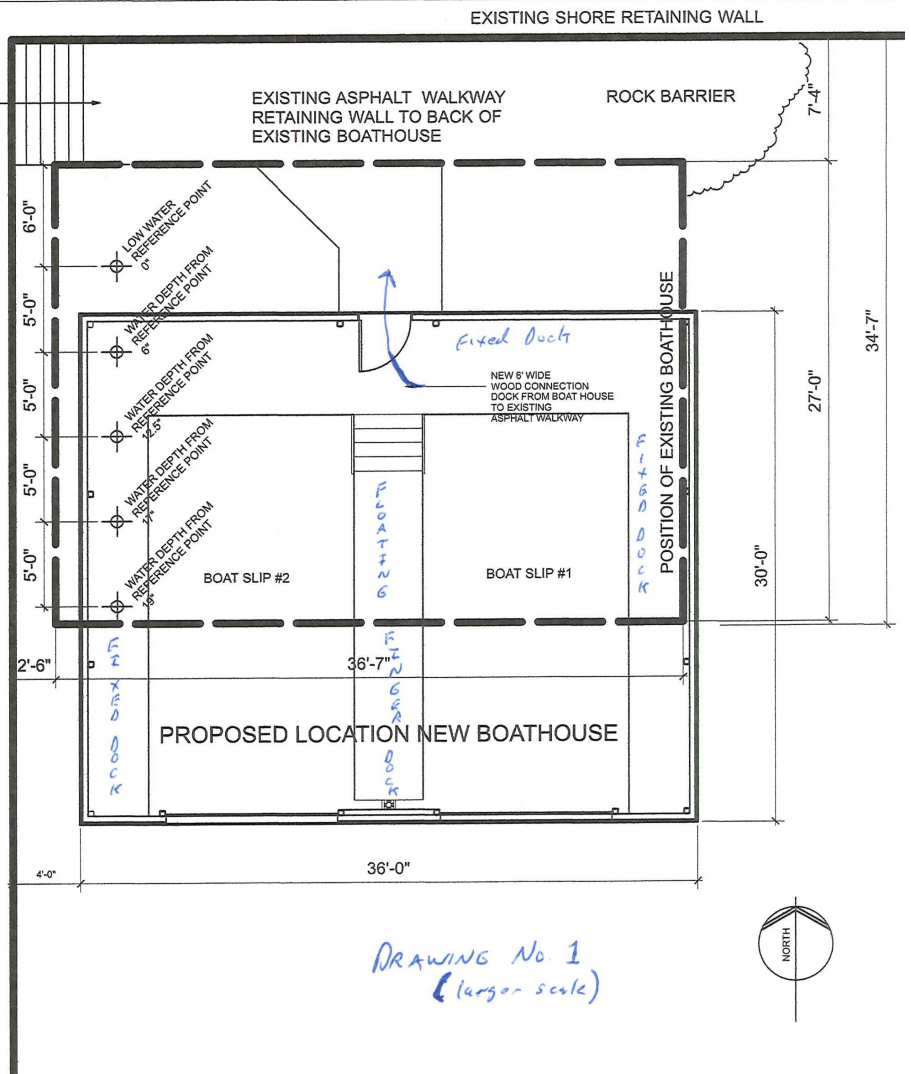 EXISTING SHORE RETAINING WALL
EXISTING ASPHALT WALKWAY
RETAINING WALL TO BACK OF
EXISTING BOATHOUSE
ROCK BARRIER
7'-4"
6'-0"
LOW WATER
REFERENCE POINT
0"
5'-0"
WATER DEPTH FROM
REFERENCE POINT
6"
5'-0"
WATER DEPTH FROM
REFERENCE POINT
12.5"
5'-0"
WATER DEPTH FROM
REFERENCE POINT
17"
5'-0"
WATER DEPTH FROM
REFERENCE POINT
19"
Fixed Dock
NEW 6' WIDE
WOOD CONNECTION
DOCK FROM BOAT HOUSE
TO EXISTING
ASPHALT WALKWAY
POSITION OF EXISTING BOATHOUSE
34'-7"
27'-0"
30'-0"
FIXED DOCK
FLOATING
FINGER
DOCK
BOAT SLIP #2
BOAT SLIP #1
FIXED DOCK
2'-6"
36'-7"
PROPOSED LOCATION NEW BOATHOUSE
4'-0"
36'-0"
NORTH
DRAWING No. 1
(larger scale)